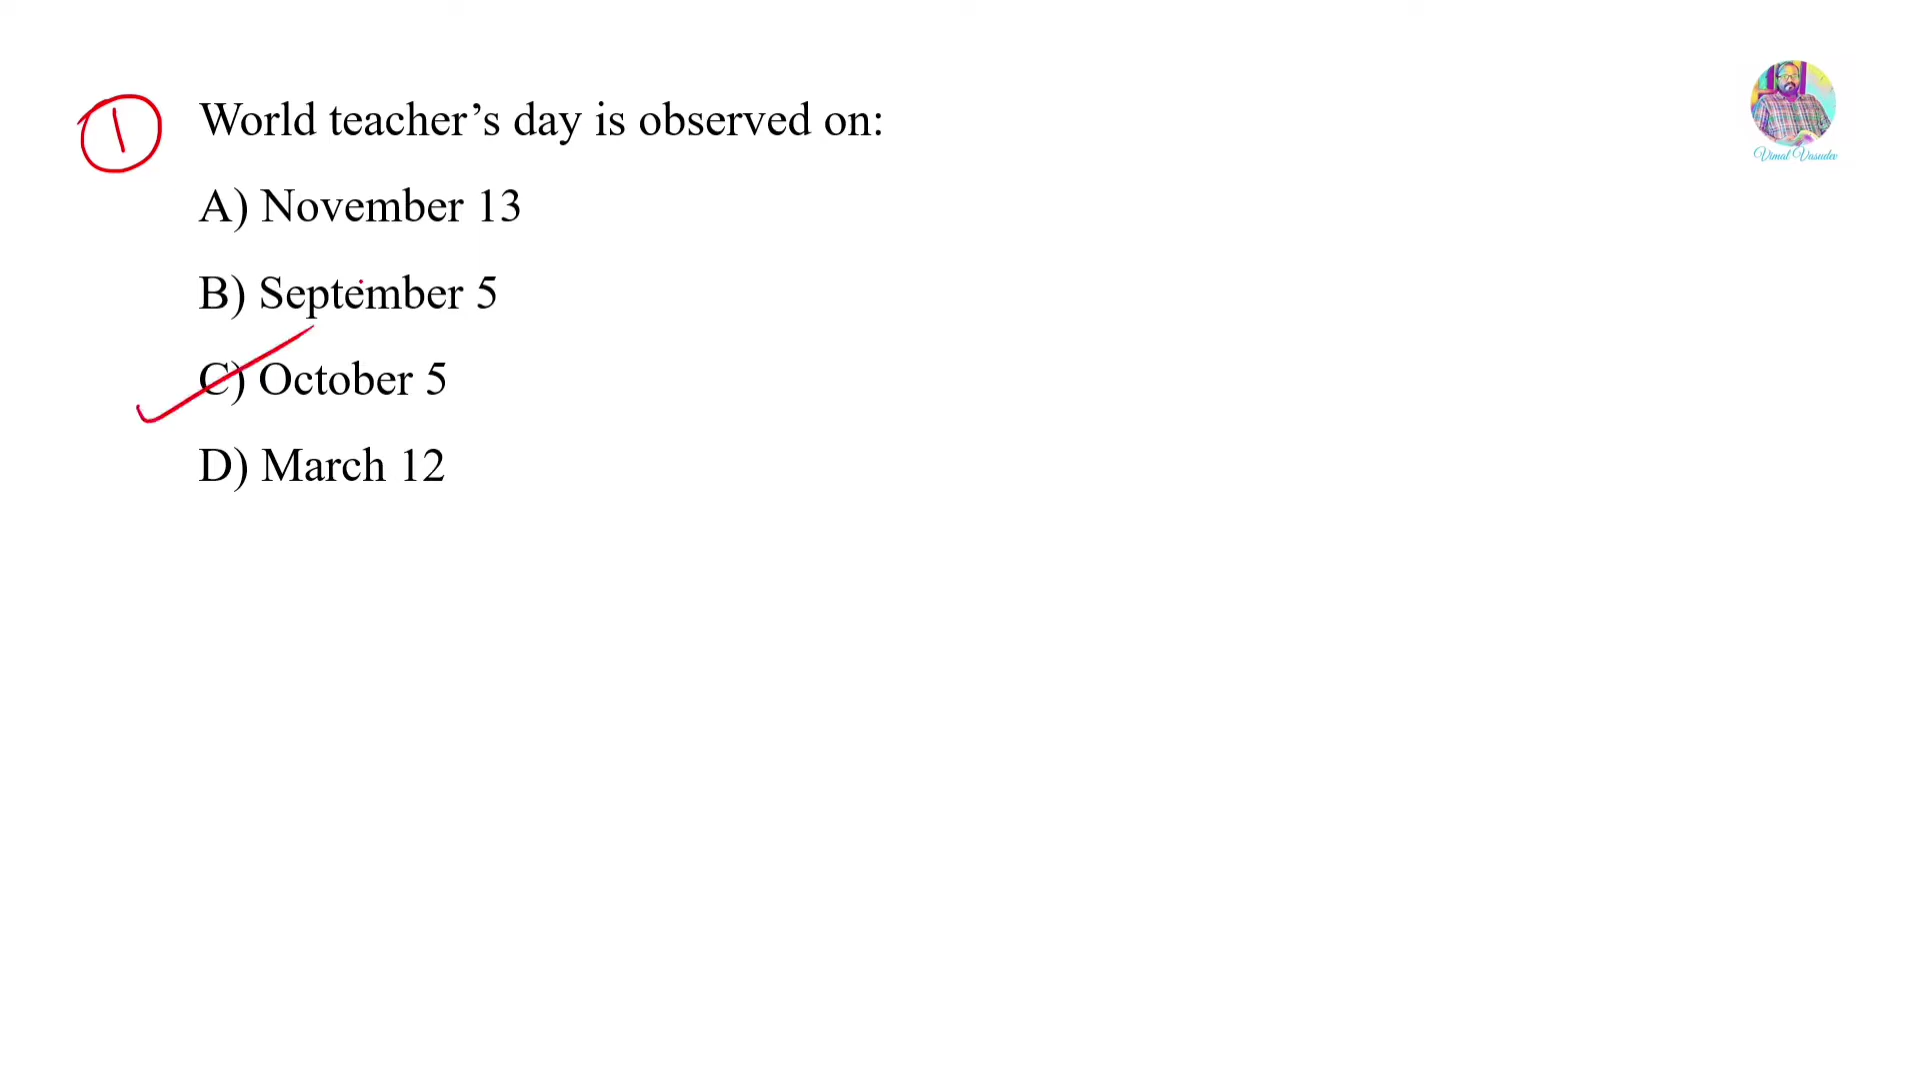 1 World teacher’s day is observed on:
A) November 13
B) September 5
C) October 5
D) March 12
Vimal Vasudev